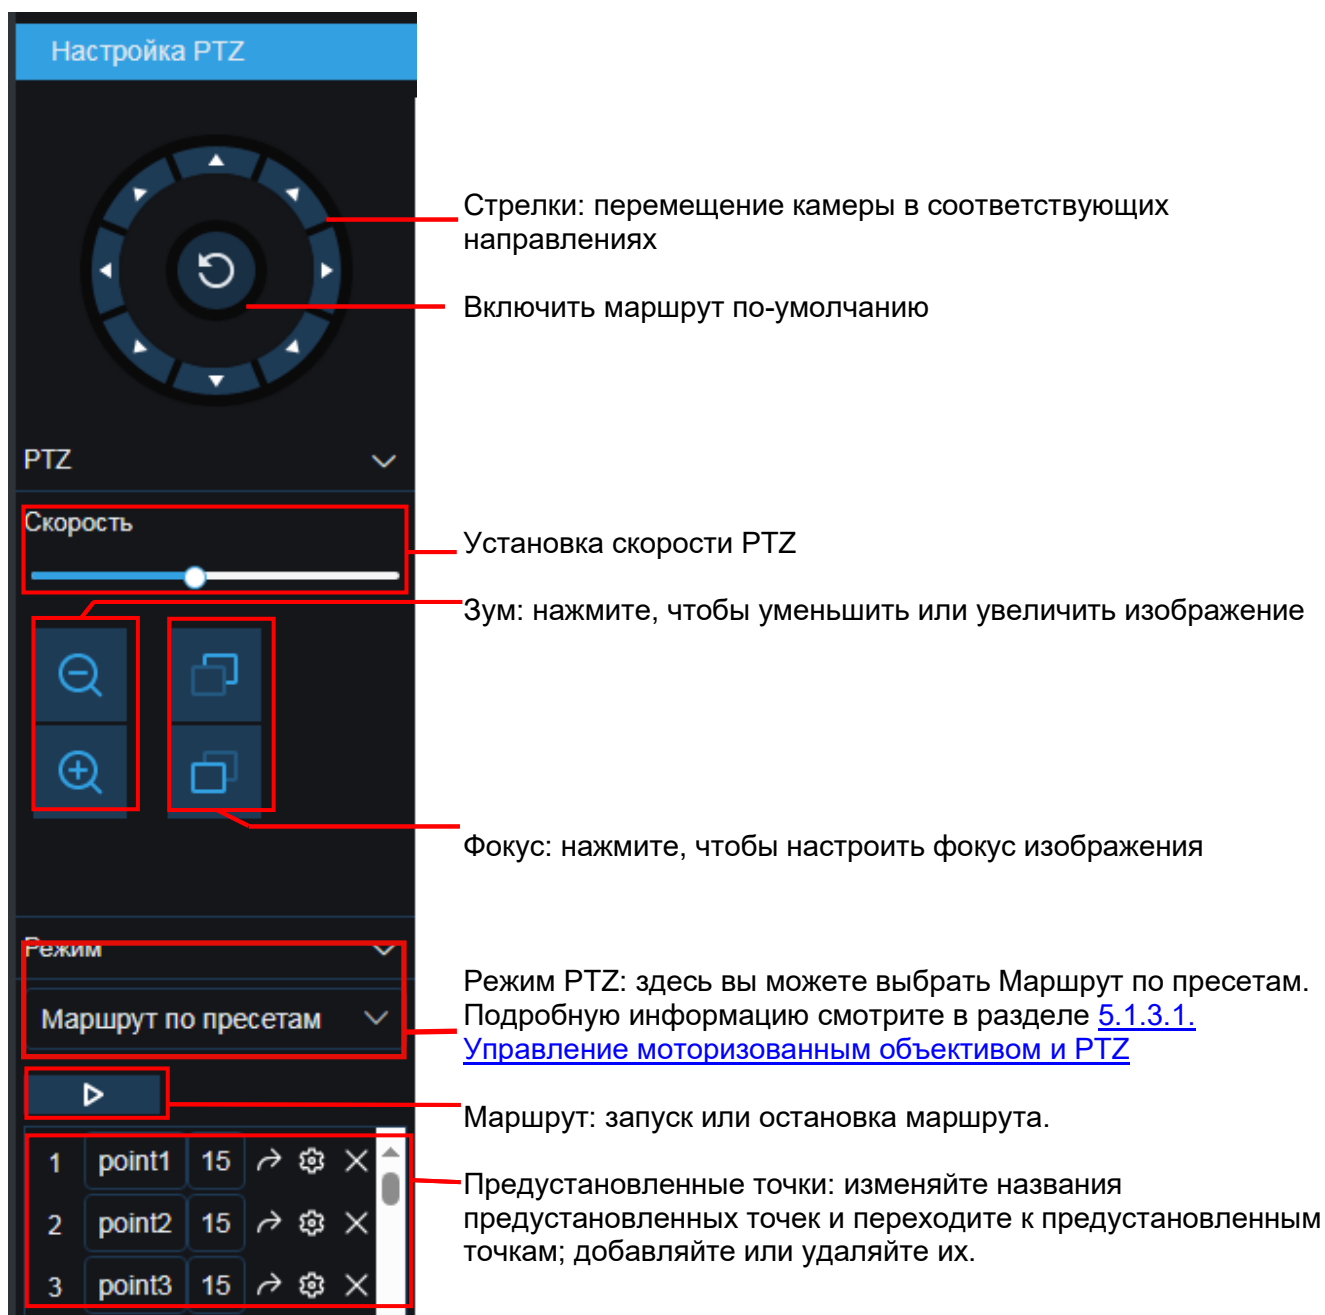 Настройка PTZ
Стрелки: перемещение камеры в соответствующих
направлениях
Включить маршрут по-умолчанию
PTZ
Скорость
Установка скорости PTZ
Зум: нажмите, чтобы уменьшить или увеличить изображение
Фокус: нажмите, чтобы настроить фокус изображения
Режим
Маршрут по пресетам
Режим PTZ: здесь вы можете выбрать Маршрут по пресетам.
Подробную информацию смотрите в разделе 5.1.3.1.
Управление моторизованным объективом и PTZ
Маршрут: запуск или остановка маршрута.
1 point1 15
2 point2 15
3 point3 15
Предустановленные точки: изменяйте названия
предустановленных точек и переходите к предустановленным
точкам; добавляйте или удаляйте их.